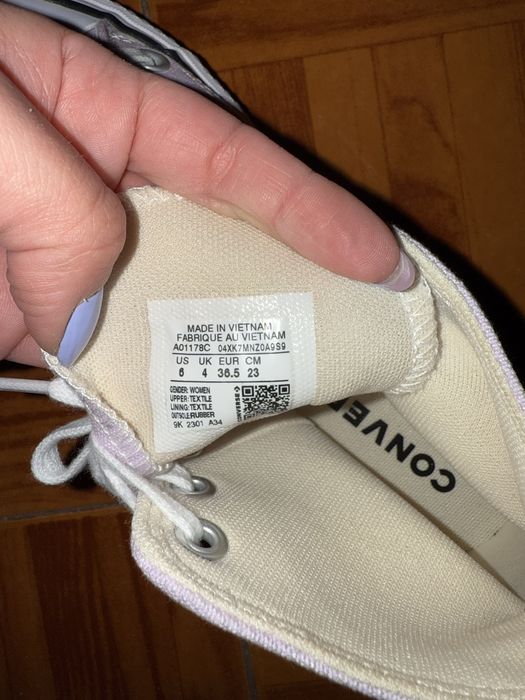 MADE IN VIETNAM
FABRIQUE AU VIETNAM
A01178C 04XK7MNZ0A9S9
US UK EUR CM
6 4 36.5 23
GENDER: WOMEN
UPPER: TEXTILE
LINING: TEXTILE
OUTSOLE: RUBBER
9K 2301 A34
CONVE